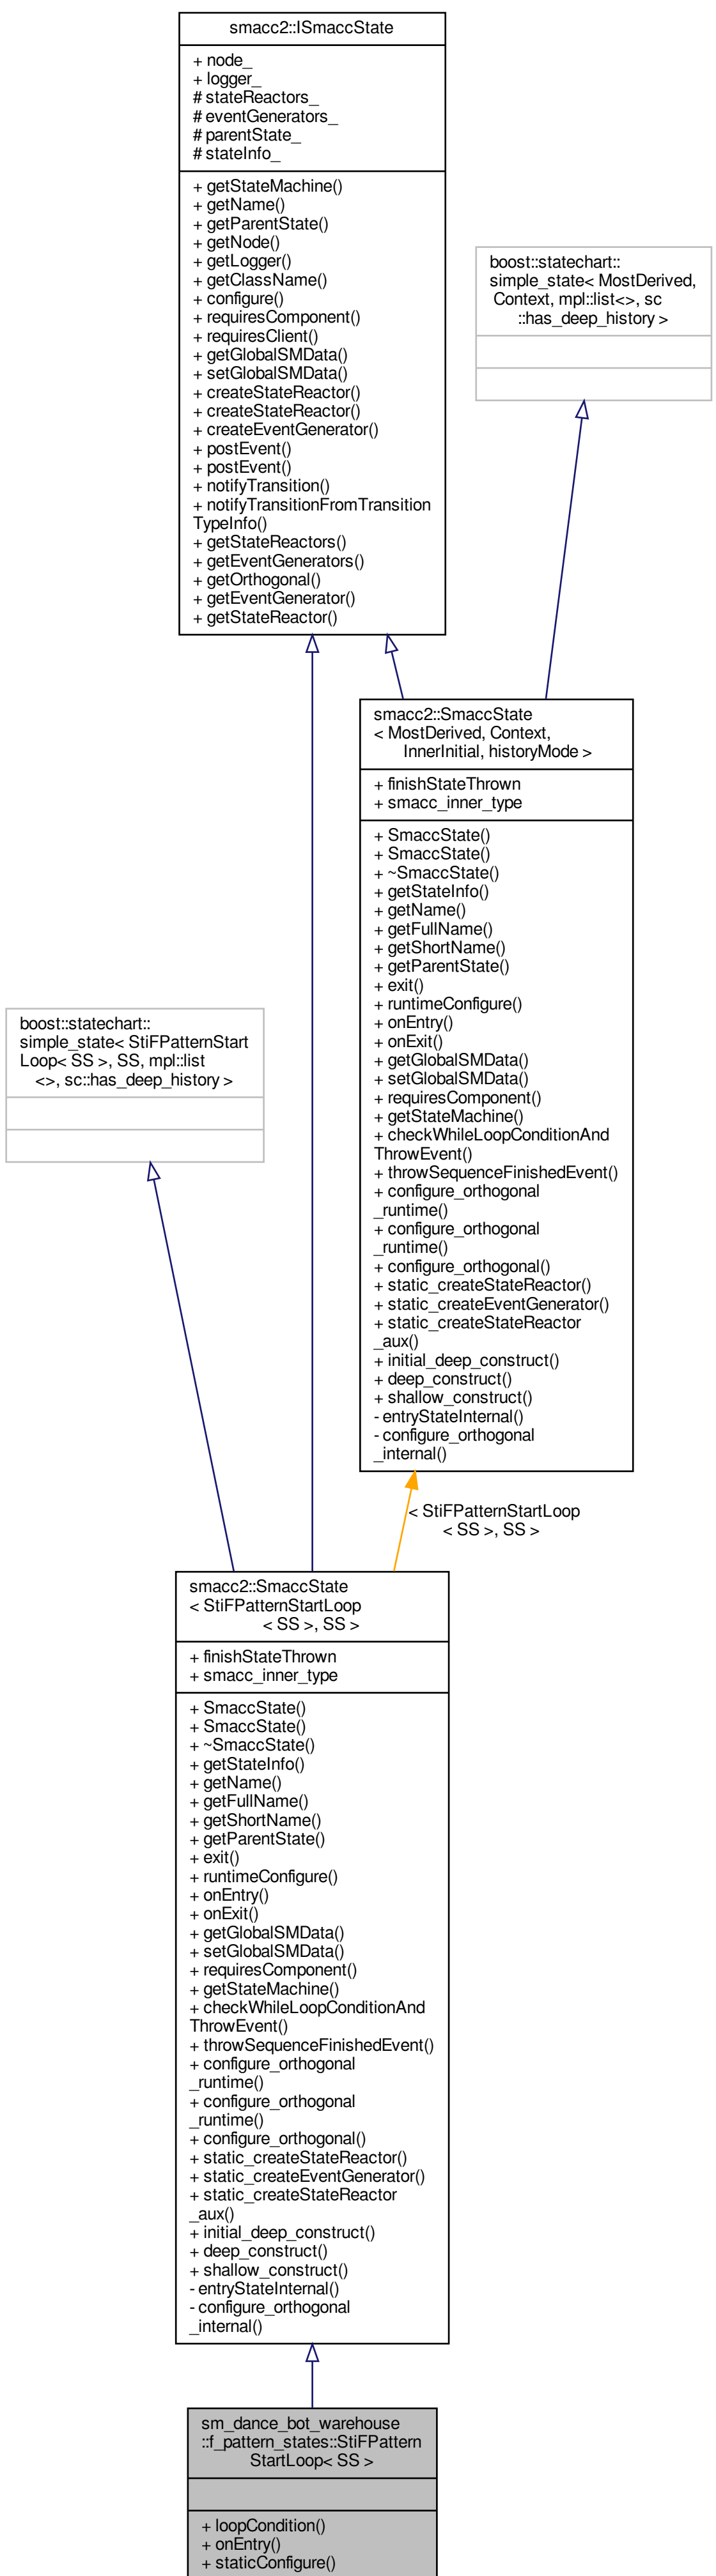 smacc2::ISmaccState
+ node_
+ logger_
# stateReactors_
# eventGenerators_
# parentState_
# stateInfo_
+ getStateMachine()
+ getName()
+ getParentState()
+ getNode()
+ getLogger()
+ getClassName()
+ configure()
+ requiresComponent()
+ requiresClient()
+ getGlobalSMData()
+ setGlobalSMData()
+ createStateReactor()
+ createStateReactor()
+ createEventGenerator()
+ postEvent()
+ postEvent()
+ notifyTransition()
+ notifyTransitionFromTransition
TypeInfo()
+ getStateReactors()
+ getEventGenerators()
+ getOrthogonal()
+ getEventGenerator()
+ getStateReactor()
boost::statechart::
simple_state< MostDerived,
Context, mpl::list<>, sc
::has_deep_history >
smacc2::SmaccState
< MostDerived, Context,
InnerInitial, historyMode >
+ finishStateThrown
+ smacc_inner_type
+ SmaccState()
+ SmaccState()
+ ~SmaccState()
+ getStateInfo()
+ getName()
+ getFullName()
+ getShortName()
+ getParentState()
+ exit()
+ runtimeConfigure()
+ onEntry()
+ onExit()
+ getGlobalSMData()
+ setGlobalSMData()
+ requiresComponent()
+ getStateMachine()
+ checkWhileLoopConditionAnd
ThrowEvent()
+ throwSequenceFinishedEvent()
+ configure_orthogonal
_runtime()
+ configure_orthogonal
_runtime()
+ configure_orthogonal()
+ static_createStateReactor()
+ static_createEventGenerator()
+ static_createStateReactor
_aux()
+ initial_deep_construct()
+ deep_construct()
+ shallow_construct()
- entryStateInternal()
- configure_orthogonal
_internal()
boost::statechart::
simple_state< StiFPatternStart
Loop< SS >, SS, mpl::list
<>, sc::has_deep_history >
< StiFPatternStartLoop
< SS >, SS >
smacc2::SmaccState
< StiFPatternStartLoop
< SS >, SS >
+ finishStateThrown
+ smacc_inner_type
+ SmaccState()
+ SmaccState()
+ ~SmaccState()
+ getStateInfo()
+ getName()
+ getFullName()
+ getShortName()
+ getParentState()
+ exit()
+ runtimeConfigure()
+ onEntry()
+ onExit()
+ getGlobalSMData()
+ setGlobalSMData()
+ requiresComponent()
+ getStateMachine()
+ checkWhileLoopConditionAnd
ThrowEvent()
+ throwSequenceFinishedEvent()
+ configure_orthogonal
_runtime()
+ configure_orthogonal
_runtime()
+ configure_orthogonal()
+ static_createStateReactor()
+ static_createEventGenerator()
+ static_createStateReactor
_aux()
+ initial_deep_construct()
+ deep_construct()
+ shallow_construct()
- entryStateInternal()
- configure_orthogonal
_internal()
sm_dance_bot_warehouse
::f_pattern_states::StiFPattern
StartLoop< SS >
+ loopCondition()
+ onEntry()
+ staticConfigure()